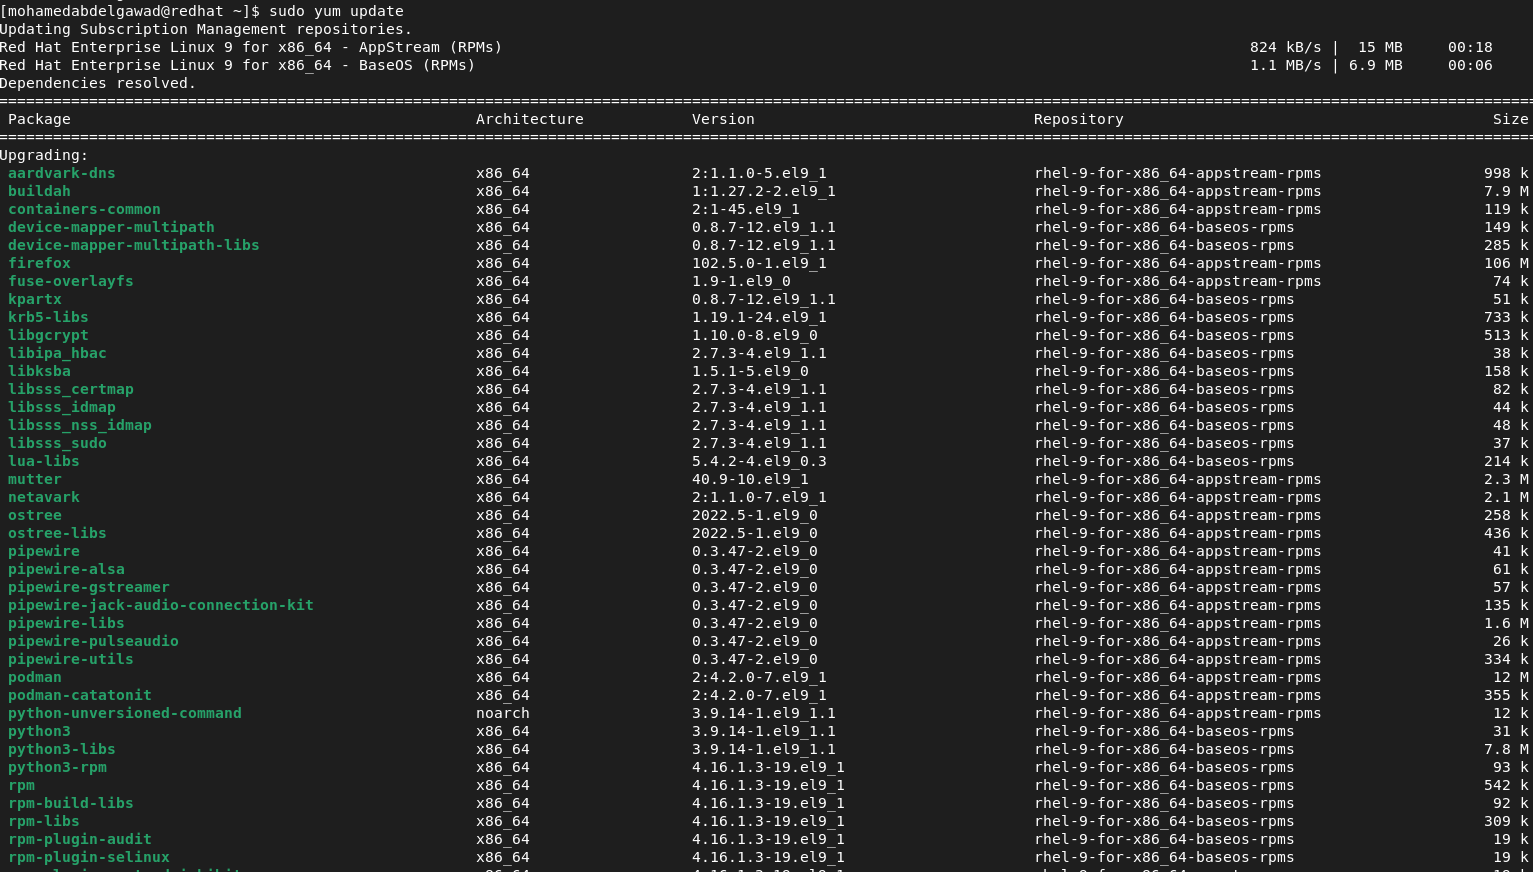 [mohamedabdelgawad@redhat ~]$ sudo yum update
Updating Subscription Management repositories.
Red Hat Enterprise Linux 9 for x86_64 - AppStream (RPMs) 824 kB/s | 15 MB 00:18
Red Hat Enterprise Linux 9 for x86_64 - BaseOS (RPMs) 1.1 MB/s | 6.9 MB 00:06
Dependencies resolved.
Package Architecture Version Repository Size
Upgrading:
aardvark-dns x86_64 2:1.1.0-5.el9_1 rhel-9-for-x86_64-appstream-rpms 998 k
buildah x86_64 1:1.27.2-2.el9_1 rhel-9-for-x86_64-appstream-rpms 7.9 M
containers-common x86_64 2:1-45.el9_1 rhel-9-for-x86_64-appstream-rpms 119 k
device-mapper-multipath x86_64 0.8.7-12.el9_1.1 rhel-9-for-x86_64-baseos-rpms 149 k
device-mapper-multipath-libs x86_64 0.8.7-12.el9_1.1 rhel-9-for-x86_64-baseos-rpms 285 k
firefox x86_64 102.5.0-1.el9_1 rhel-9-for-x86_64-appstream-rpms 106 M
fuse-overlayfs x86_64 1.9-1.el9_0 rhel-9-for-x86_64-appstream-rpms 74 k
kpartx x86_64 0.8.7-12.el9_1.1 rhel-9-for-x86_64-baseos-rpms 51 k
krb5-libs x86_64 1.19.1-24.el9_1 rhel-9-for-x86_64-baseos-rpms 733 k
libgcrypt x86_64 1.10.0-8.el9_0 rhel-9-for-x86_64-baseos-rpms 513 k
libipa_hbac x86_64 2.7.3-4.el9_1.1 rhel-9-for-x86_64-baseos-rpms 38 k
libksba x86_64 1.5.1-5.el9_0 rhel-9-for-x86_64-baseos-rpms 158 k
libsss_certmap x86_64 2.7.3-4.el9_1.1 rhel-9-for-x86_64-baseos-rpms 82 k
libsss_idmap x86_64 2.7.3-4.el9_1.1 rhel-9-for-x86_64-baseos-rpms 44 k
libsss_nss_idmap x86_64 2.7.3-4.el9_1.1 rhel-9-for-x86_64-baseos-rpms 48 k
libsss_sudo x86_64 2.7.3-4.el9_1.1 rhel-9-for-x86_64-baseos-rpms 37 k
lua-libs x86_64 5.4.2-4.el9_0.3 rhel-9-for-x86_64-baseos-rpms 214 k
mutter x86_64 40.9-10.el9_1 rhel-9-for-x86_64-appstream-rpms 2.3 M
netavark x86_64 2:1.1.0-7.el9_1 rhel-9-for-x86_64-appstream-rpms 2.1 M
ostree x86_64 2022.5-1.el9_0 rhel-9-for-x86_64-appstream-rpms 258 k
ostree-libs x86_64 2022.5-1.el9_0 rhel-9-for-x86_64-appstream-rpms 436 k
pipewire x86_64 0.3.47-2.el9_0 rhel-9-for-x86_64-appstream-rpms 41 k
pipewire-alsa x86_64 0.3.47-2.el9_0 rhel-9-for-x86_64-appstream-rpms 61 k
pipewire-gstreamer x86_64 0.3.47-2.el9_0 rhel-9-for-x86_64-appstream-rpms 57 k
pipewire-jack-audio-connection-kit x86_64 0.3.47-2.el9_0 rhel-9-for-x86_64-appstream-rpms 135 k
pipewire-libs x86_64 0.3.47-2.el9_0 rhel-9-for-x86_64-appstream-rpms 1.6 M
pipewire-pulseaudio x86_64 0.3.47-2.el9_0 rhel-9-for-x86_64-appstream-rpms 26 k
pipewire-utils x86_64 0.3.47-2.el9_0 rhel-9-for-x86_64-appstream-rpms 334 k
podman x86_64 2:4.2.0-7.el9_1 rhel-9-for-x86_64-appstream-rpms 12 M
podman-catatonit x86_64 2:4.2.0-7.el9_1 rhel-9-for-x86_64-appstream-rpms 355 k
python-unversioned-command noarch 3.9.14-1.el9_1.1 rhel-9-for-x86_64-appstream-rpms 12 k
python3 x86_64 3.9.14-1.el9_1.1 rhel-9-for-x86_64-baseos-rpms 31 k
python3-libs x86_64 3.9.14-1.el9_1.1 rhel-9-for-x86_64-baseos-rpms 7.8 M
python3-rpm x86_64 4.16.1.3-19.el9_1 rhel-9-for-x86_64-baseos-rpms 93 k
rpm x86_64 4.16.1.3-19.el9_1 rhel-9-for-x86_64-baseos-rpms 542 k
rpm-build-libs x86_64 4.16.1.3-19.el9_1 rhel-9-for-x86_64-baseos-rpms 92 k
rpm-libs x86_64 4.16.1.3-19.el9_1 rhel-9-for-x86_64-baseos-rpms 309 k
rpm-plugin-audit x86_64 4.16.1.3-19.el9_1 rhel-9-for-x86_64-baseos-rpms 19 k
rpm-plugin-selinux x86_64 4.16.1.3-19.el9_1 rhel-9-for-x86_64-baseos-rpms 19 k